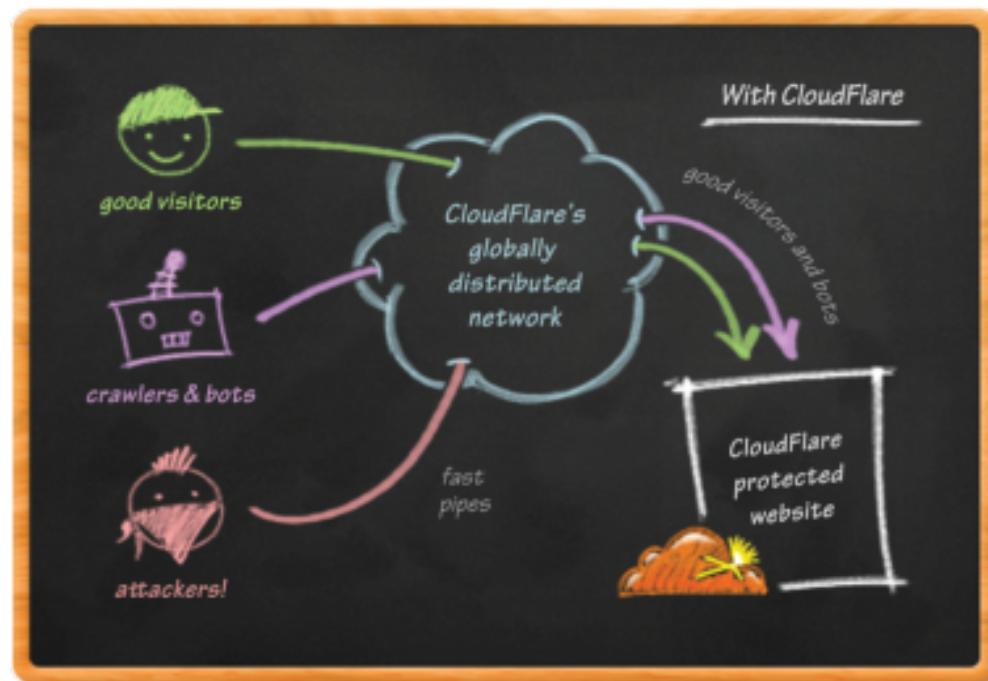 With CloudFlare
good visitors
CloudFlare's
globally
distributed
network
good visitors and bots
crawlers & bots
fast
pipes
CloudFlare
protected
website
attackers!